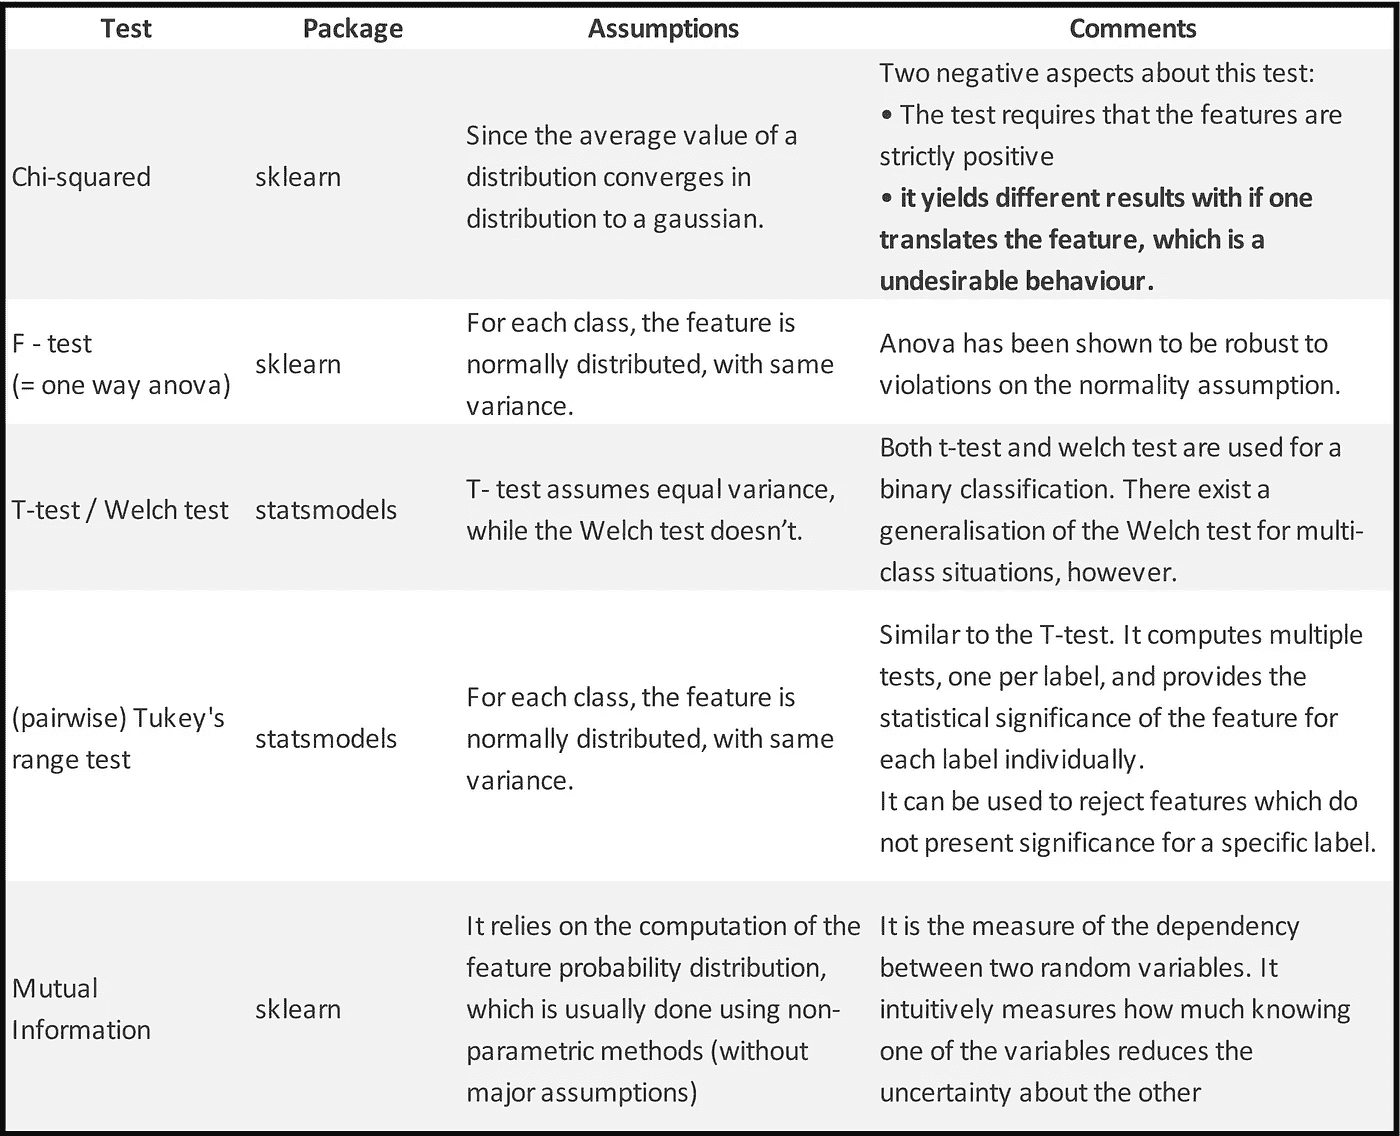 Test Package Assumptions Comments
Chi-squared
sklearn
Since the average value of a
distribution converges in
distribution to a gaussian.
Two negative aspects about this test:
• The test requires that the features are
strictly positive
• it yields different results with if one
translates the feature, which is a
undesirable behaviour.
F - test
(= one way anova)
sklearn
For each class, the feature is
normally distributed, with same
variance.
Anova has been shown to be robust to
violations on the normality assumption.
T-test / Welch test
statsmodels
T- test assumes equal variance,
while the Welch test doesn’t.
Both t-test and welch test are used for a
binary classification. There exist a
generalisation of the Welch test for multi-
class situations, however.
(pairwise) Tukey's
range test
statsmodels
For each class, the feature is
normally distributed, with same
variance.
Similar to the T-test. It computes multiple
tests, one per label, and provides the
statistical significance of the feature for
each label individually.
It can be used to reject features which do
not present significance for a specific label.
Mutual
Information
sklearn
It relies on the computation of the
feature probability distribution,
which is usually done using non-
parametric methods (without
major assumptions)
It is the measure of the dependency
between two random variables. It
intuitively measures how much knowing
one of the variables reduces the
uncertainty about the other